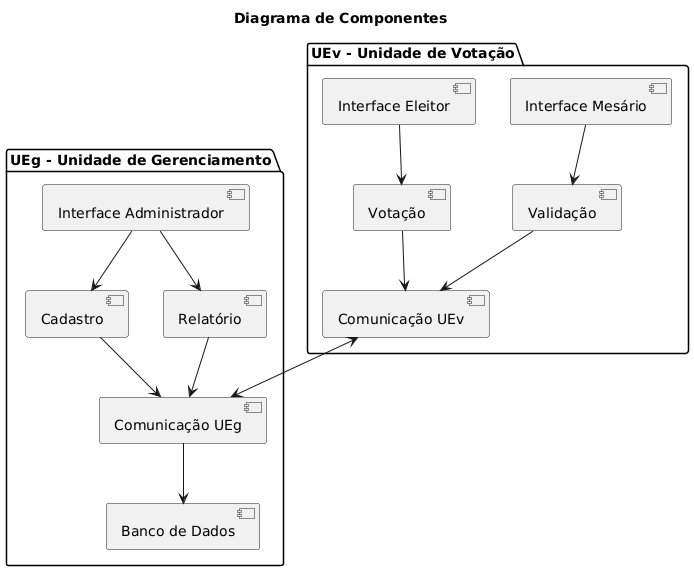 Diagrama de Componentes
UEv - Unidade de Votação
Interface Eleitor
Interface Mesário
Votação
Validação
Comunicação UEv
UEg - Unidade de Gerenciamento
Interface Administrador
Cadastro
Relatório
Comunicação UEg
Banco de Dados